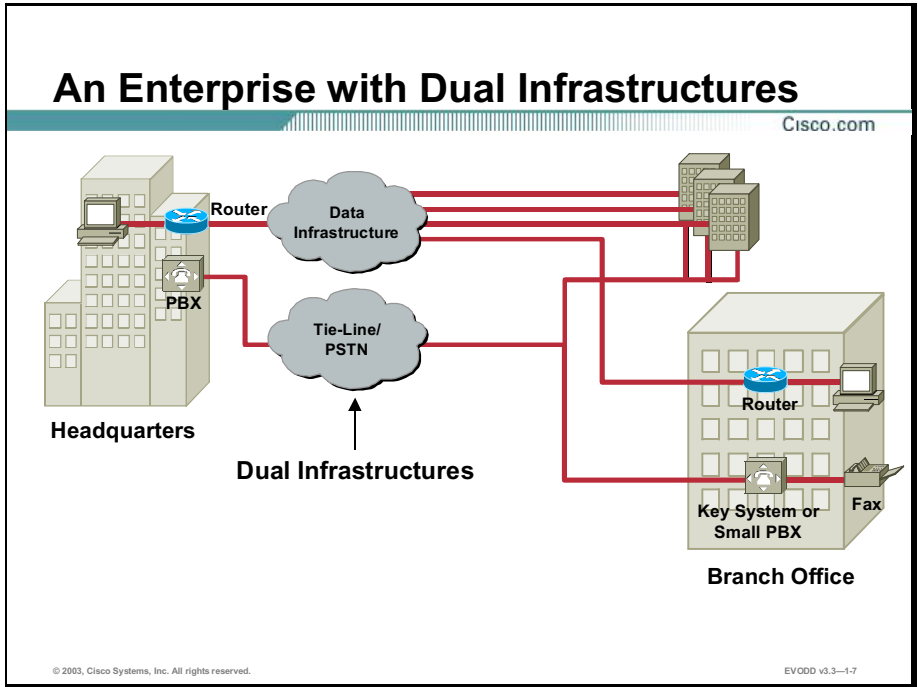 An Enterprise with Dual Infrastructures
Cisco.com
Router
Data
Infrastructure
PBX
Tie-Line/
PSTN
Router
Headquarters
Dual Infrastructures
Key System or
Small PBX
Fax
Branch Office
© 2003, Cisco Systems, Inc. All rights reserved.
EVODD v3.3—1-7